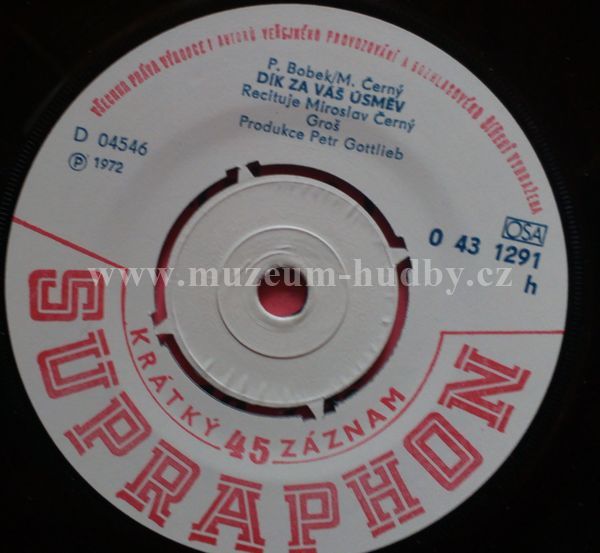 VŠECHNA PRÁVA VÝROBCE I AUTORŮ VEŘEJNÉHO PROVOZOVÁNÍ A ROZHLASOVÉHO ŠÍŘENÍ VYHRAZENA
P. Bobek/M. Černý
DÍK ZA VÁŠ ÚSMĚV
Recituje Miroslav Černý
Groš
Produkce Petr Gottlieb
D 04546
Ⓟ 1972
OSA
0 43 1291
h
www.muzeum-hudby.cz
KRÁTKÝ 45 ZÁZNAM
SUPRAPHON